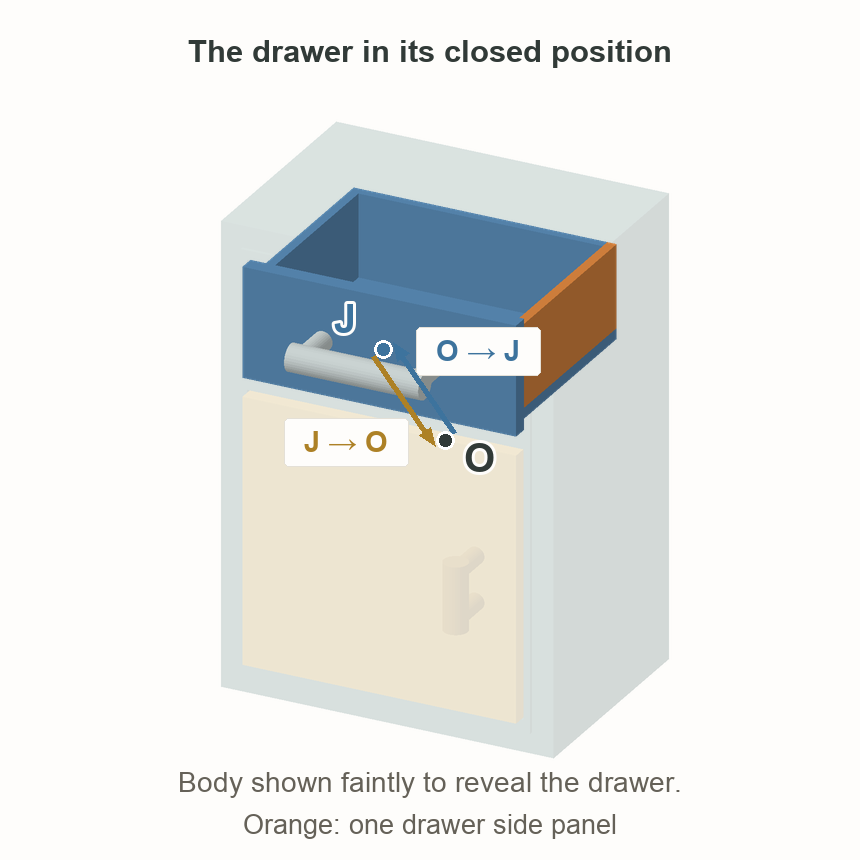 The drawer in its closed position
J
O → J
J → O
O
Body shown faintly to reveal the drawer.
Orange: one drawer side panel